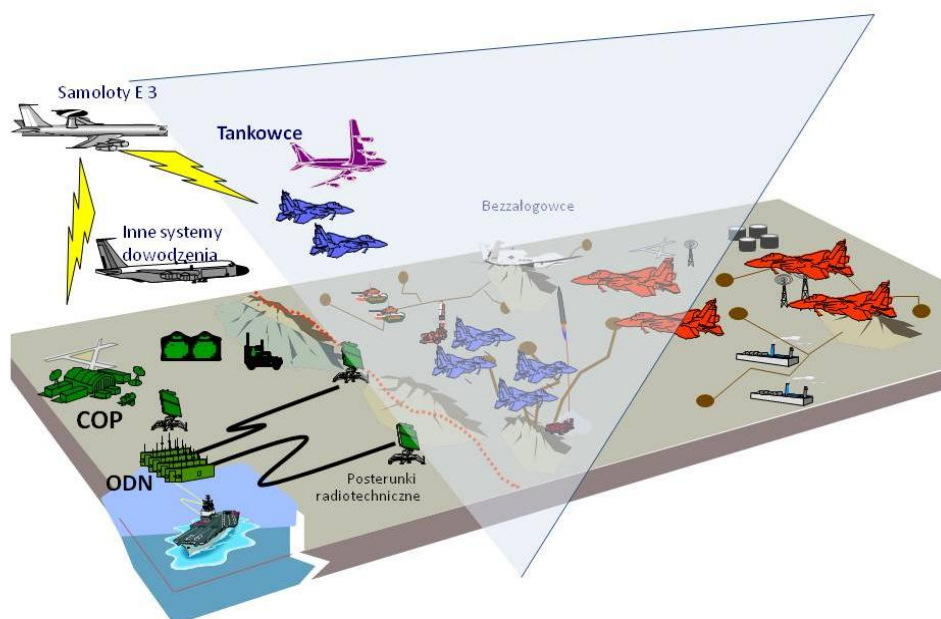 Samoloty E 3
Tankowce
Bezzałogowce
Inne systemy
dowodzenia
COP
ODN
Posterunki
radiotechniczne